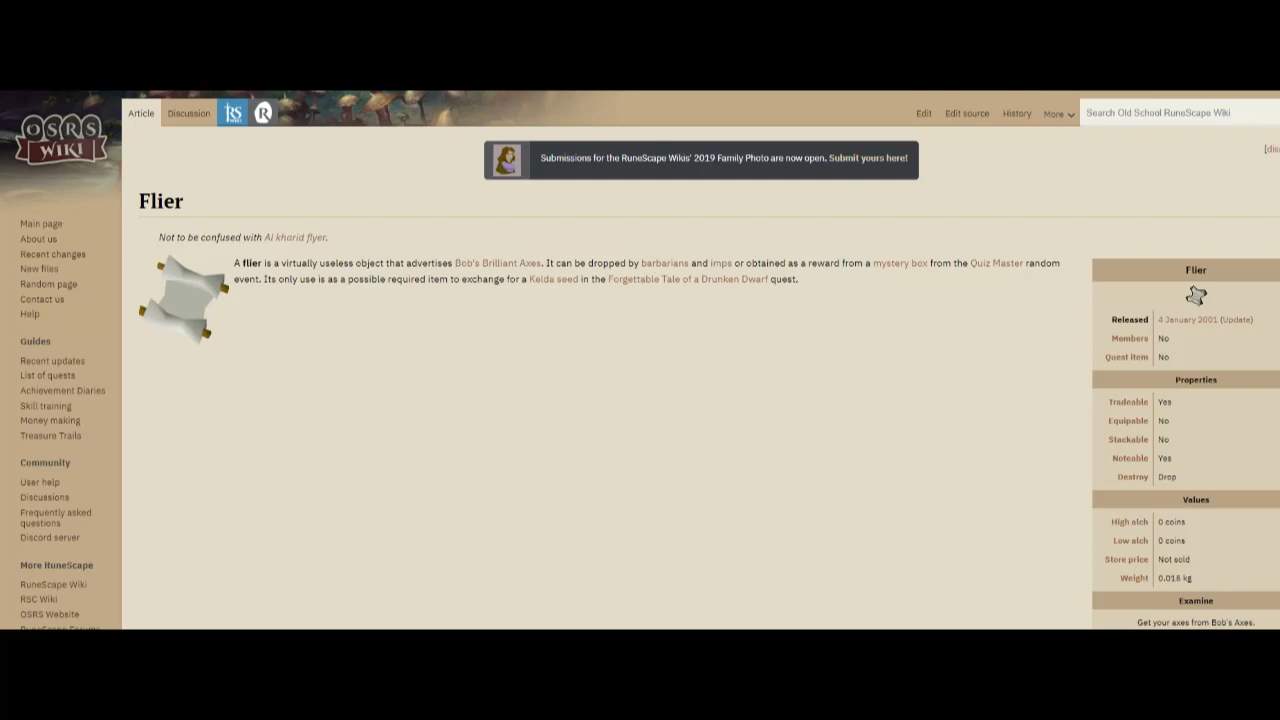 OSRS
WIKI
Article
Discussion
RS
WIKI
R
Edit
Edit source
History
More
Search Old School RuneScape Wiki
Submissions for the RuneScape Wikis' 2019 Family Photo are now open. Submit yours here!
[dis
Flier
Not to be confused with Al kharid flyer.
A flier is a virtually useless object that advertises Bob's Brilliant Axes. It can be dropped by barbarians and imps or obtained as a reward from a mystery box from the Quiz Master random
event. Its only use is as a possible required item to exchange for a Kelda seed in the Forgettable Tale of a Drunken Dwarf quest.
Main page
About us
Recent changes
New files
Random page
Contact us
Help
Guides
Recent updates
List of quests
Achievement Diaries
Skill training
Money making
Treasure Trails
Community
User help
Discussions
Frequently asked
questions
Discord server
More RuneScape
RuneScape Wiki
RSC Wiki
OSRS Website
RuneScape Forums
Flier
Released 4 January 2001 (Update)
Members No
Quest item No
Properties
Tradeable Yes
Equipable No
Stackable No
Noteable Yes
Destroy Drop
Values
High alch 0 coins
Low alch 0 coins
Store price Not sold
Weight 0.015 kg
Examine
Get your axes from Bob's Axes.